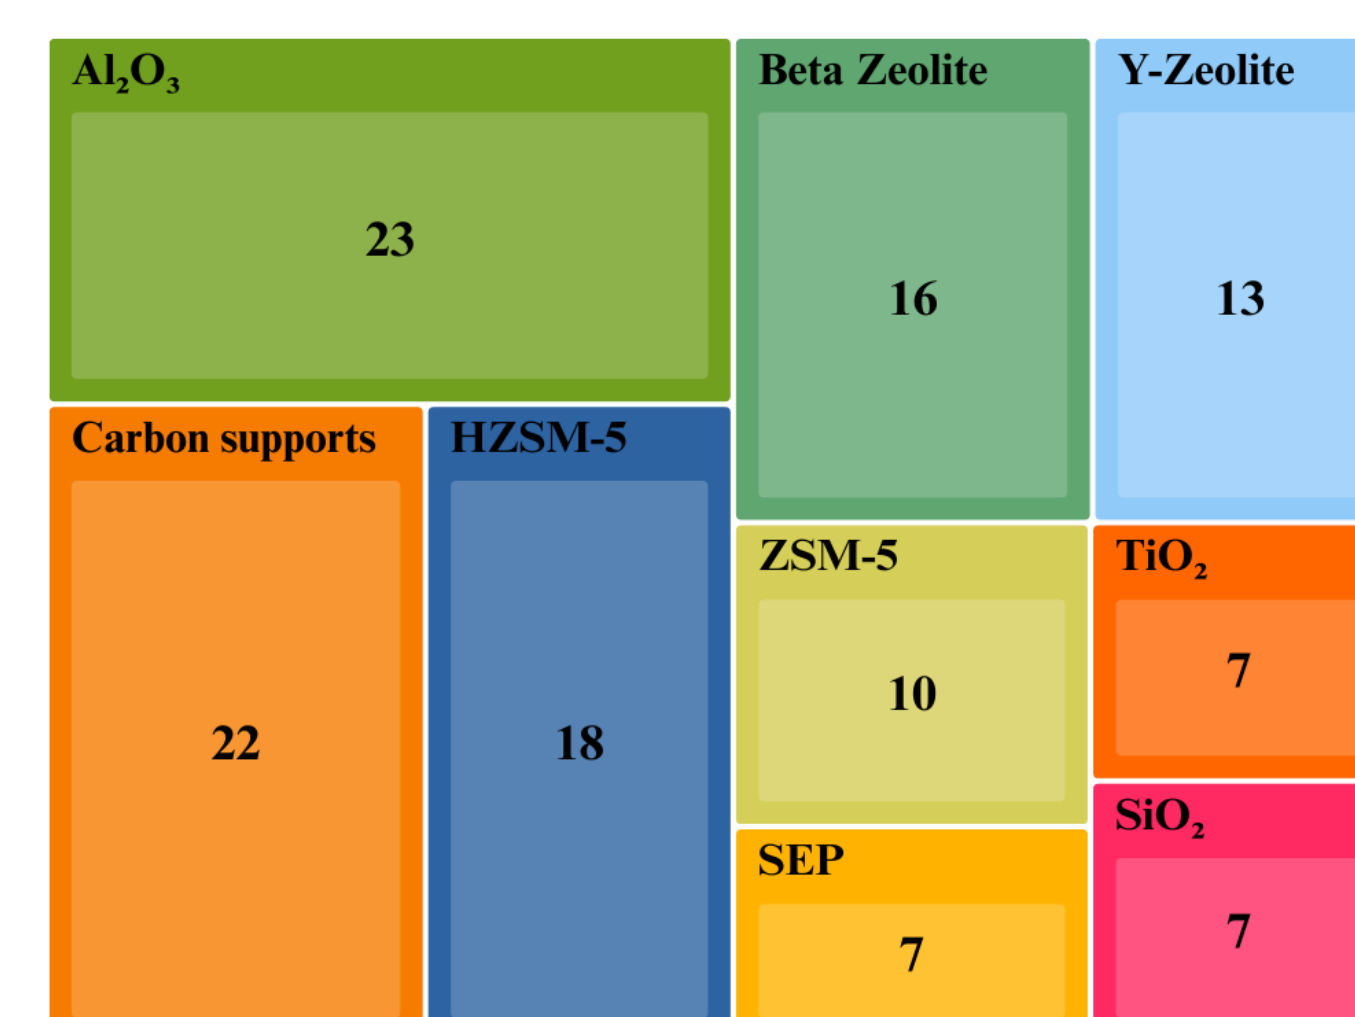 Al₂O₃
23
Beta Zeolite
16
Y-Zeolite
13
Carbon supports
22
HZSM-5
18
ZSM-5
10
TiO₂
7
SEP
7
SiO₂
7